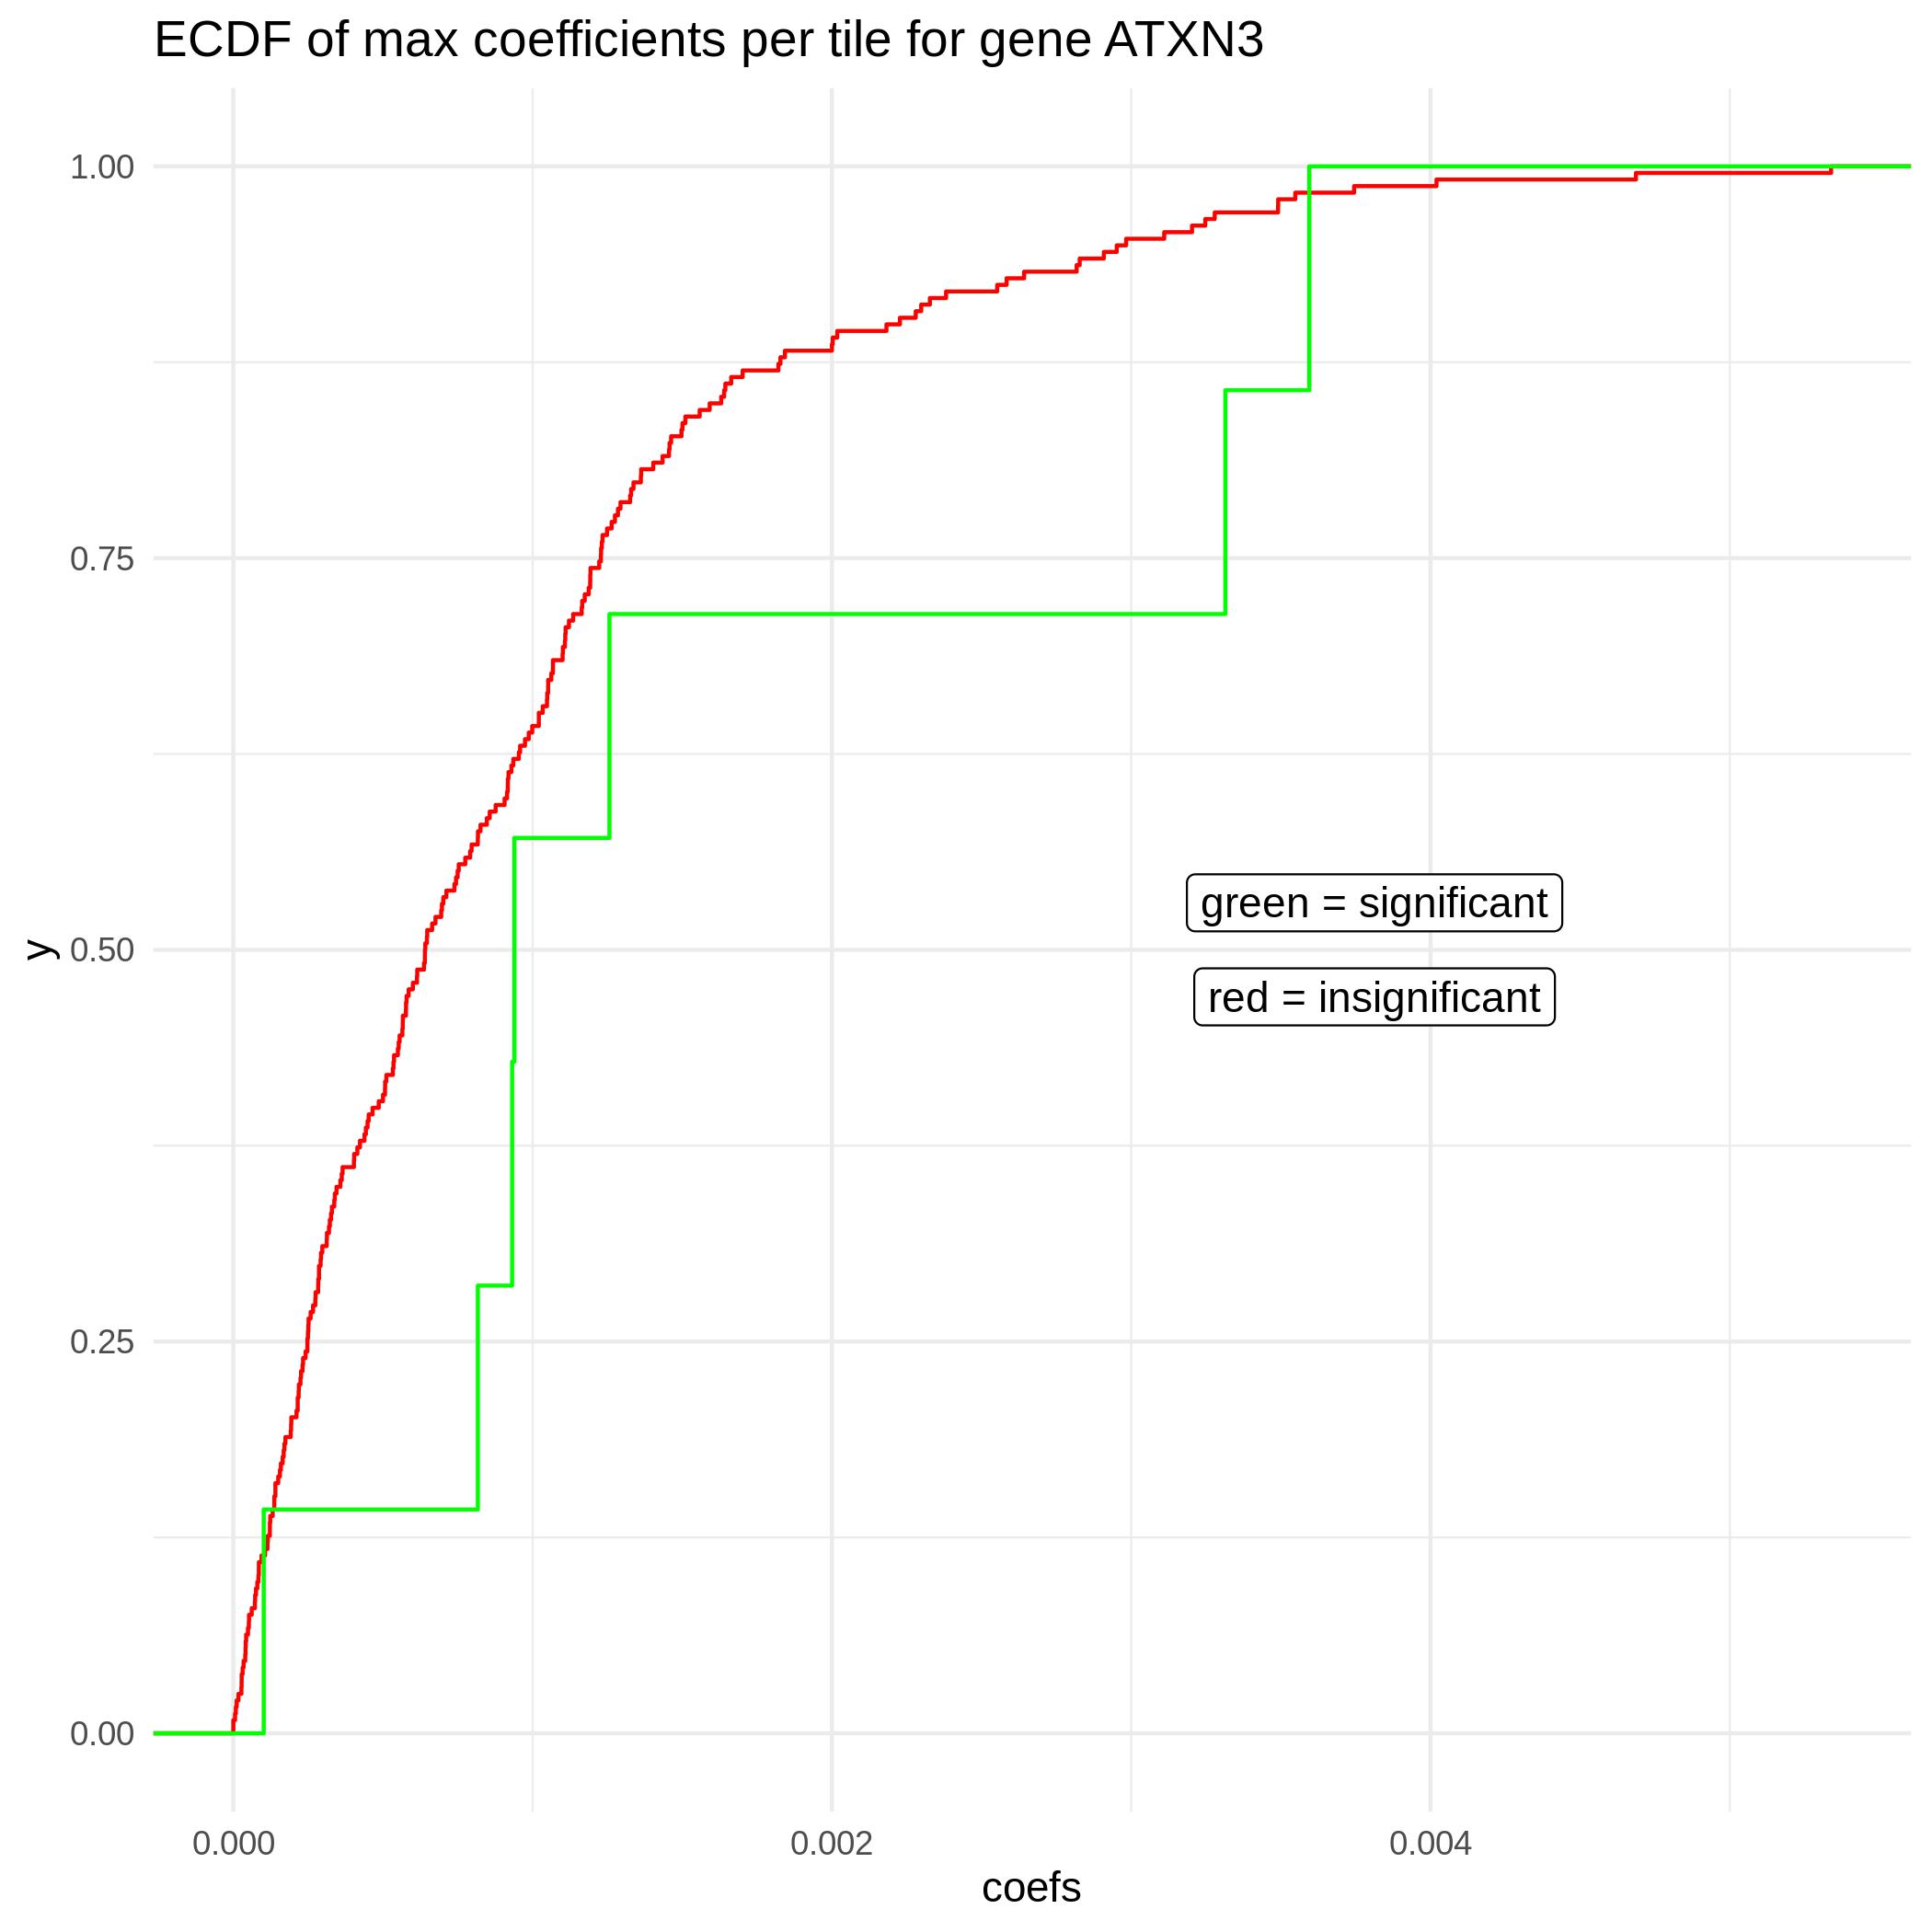 ECDF of max coefficients per tile for gene ATXN3
1.00
0.75
0.50
0.25
0.00
y
green = significant
red = insignificant
0.000
0.002
0.004
coefs